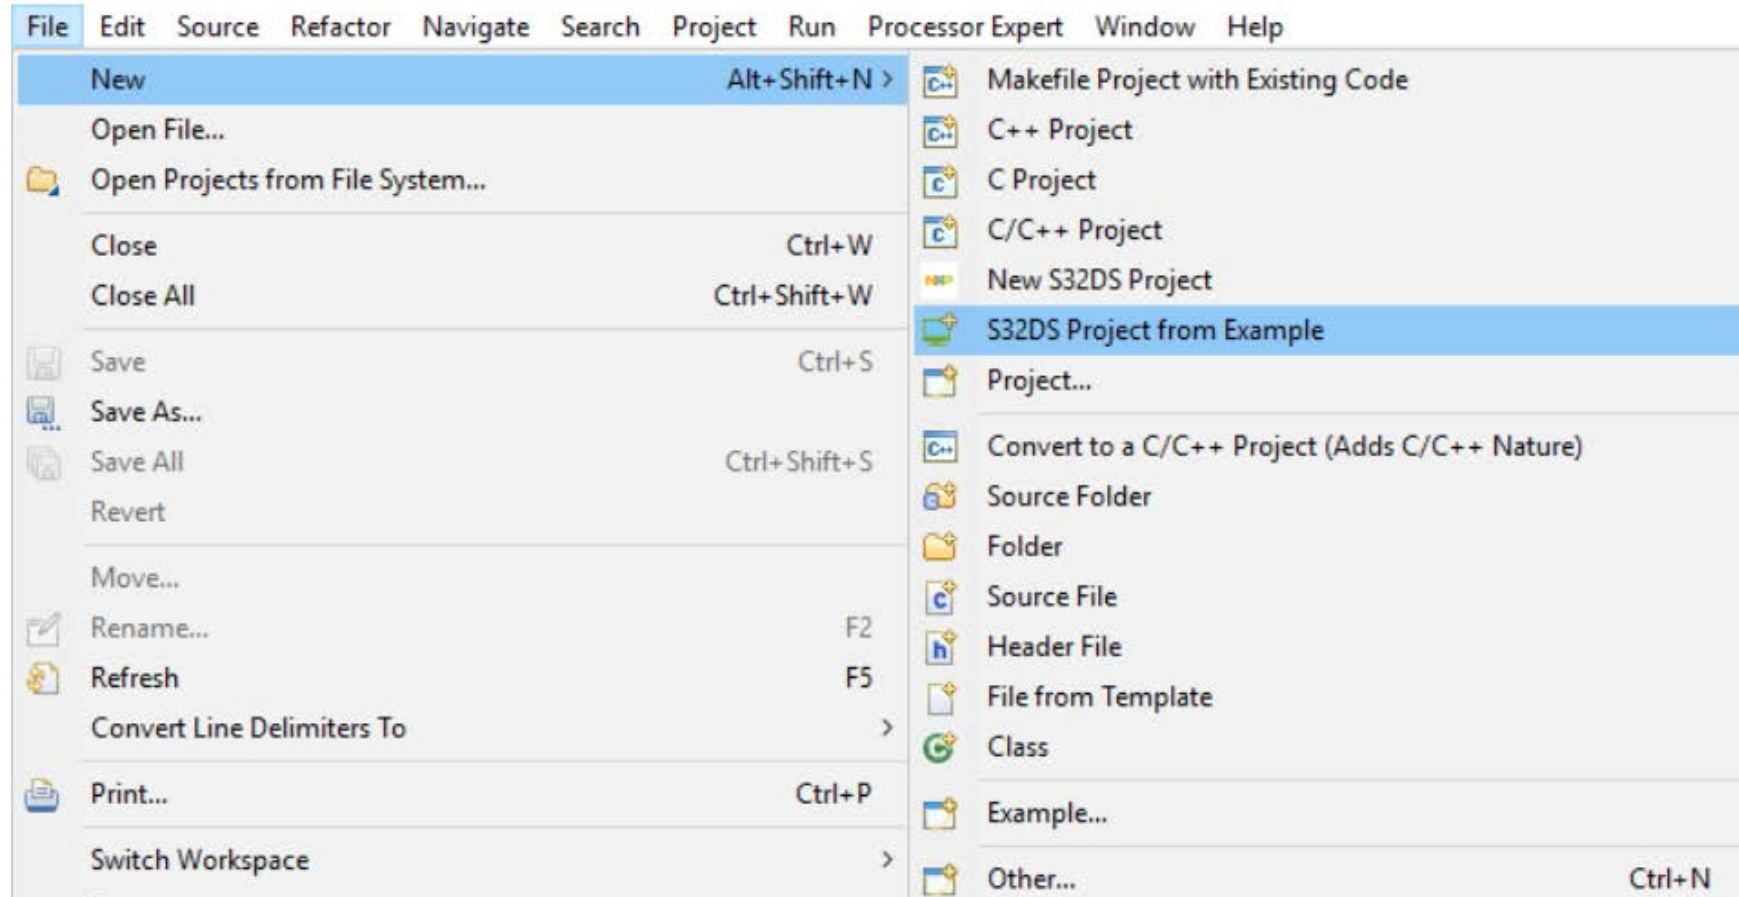 File Edit Source Refactor Navigate Search Project Run Processor Expert Window Help
New Alt+Shift+N >
Open File...
Open Projects from File System...
Close Ctrl+W
Close All Ctrl+Shift+W
Save Ctrl+S
Save As...
Save All Ctrl+Shift+S
Revert
Move...
Rename... F2
Refresh F5
Convert Line Delimiters To >
Print... Ctrl+P
Switch Workspace >
Makefile Project with Existing Code
C++ Project
C Project
C/C++ Project
New S32DS Project
S32DS Project from Example
Project...
Convert to a C/C++ Project (Adds C/C++ Nature)
Source Folder
Folder
Source File
Header File
File from Template
Class
Example...
Other... Ctrl+N